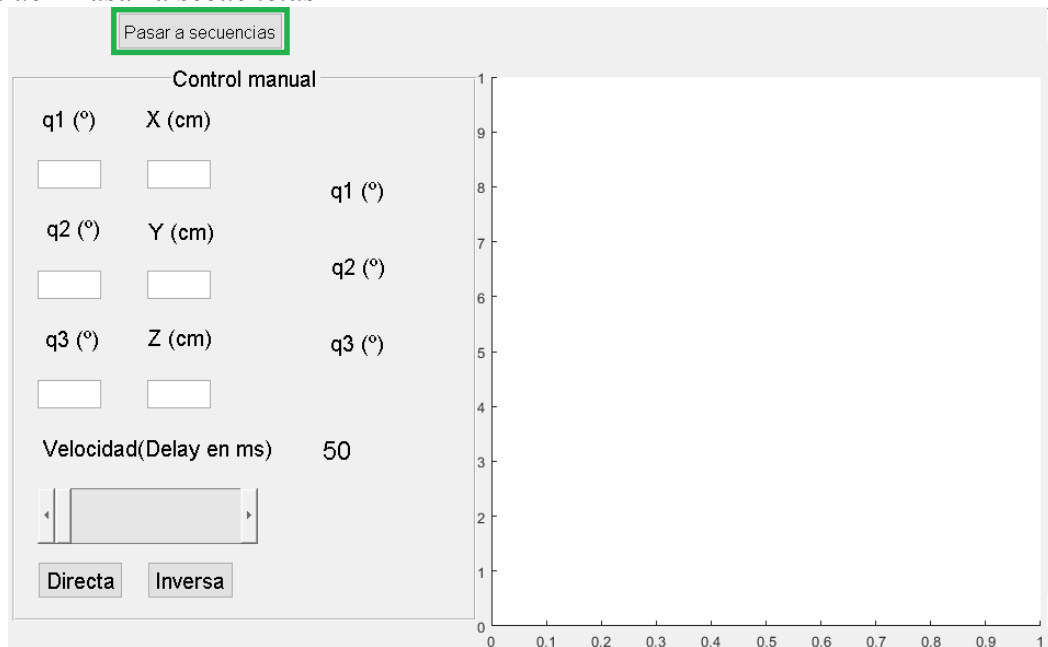 Pasar a secuencias
Control manual
q1 (º) X (cm)
q1 (º)
q2 (º) Y (cm)
q2 (º)
q3 (º) Z (cm)
q3 (º)
Velocidad(Delay en ms) 50
Directa Inversa
1
9
8
7
6
5
4
3
2
1
0
0 0.1 0.2 0.3 0.4 0.5 0.6 0.7 0.8 0.9 1